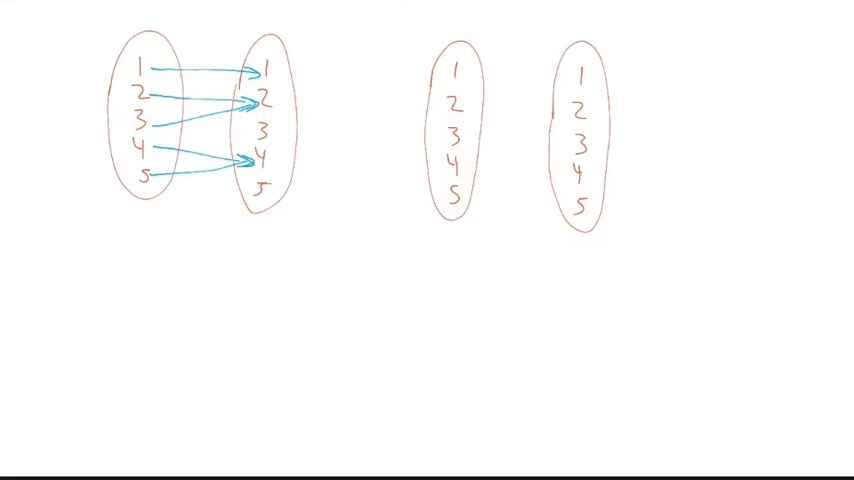 1 1 1 1
2 2 2 2
3 3 3 3
4 4 4 4
5 5 5 5